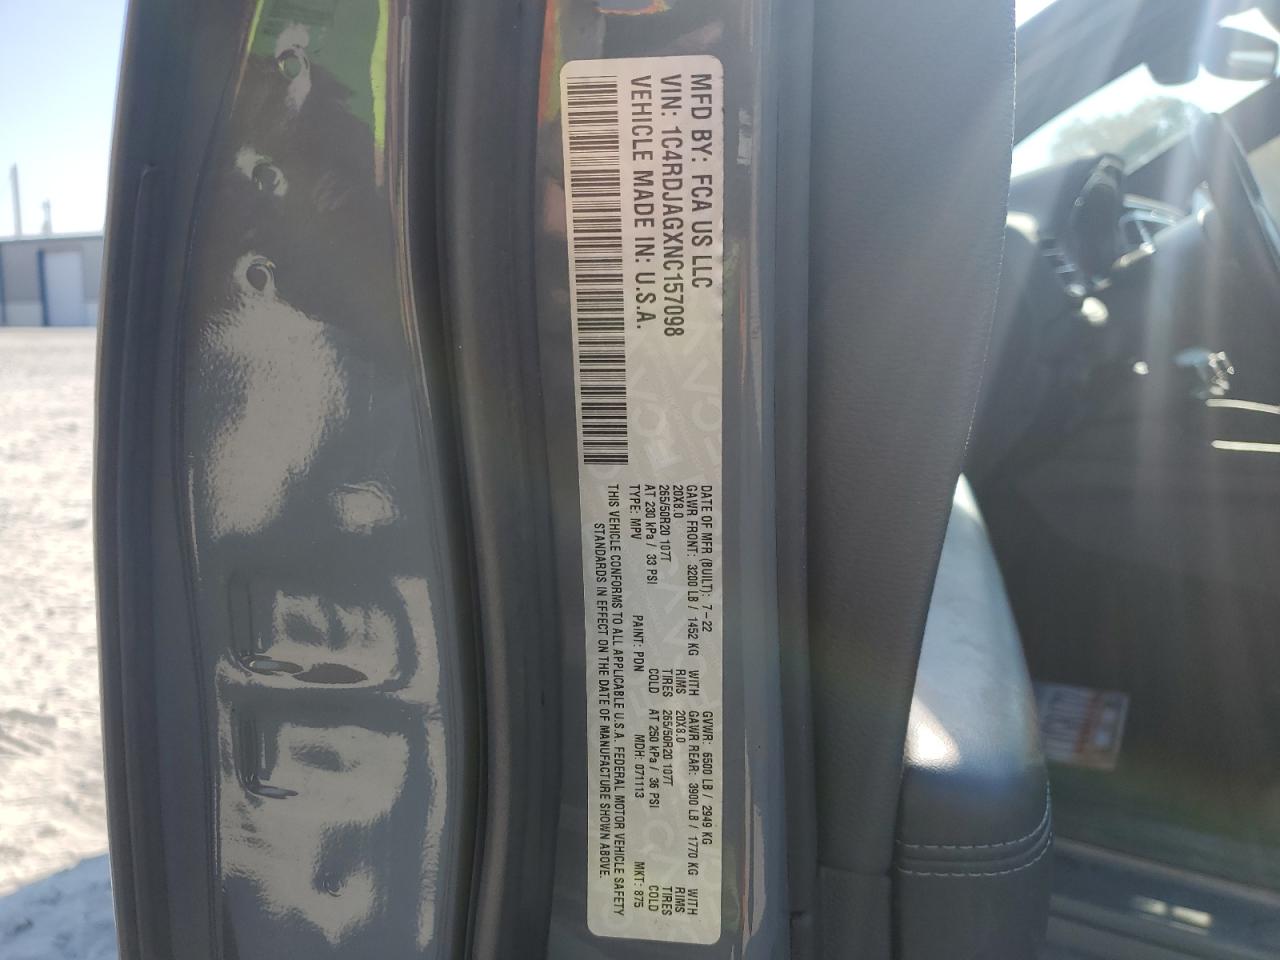 MFD BY: FCA US LLC
VIN: 1C4RDJAGXNC157098
VEHICLE MADE IN: U.S.A.
DATE OF MFR (BUILT): 7-22 GVWR: 6500 LB / 2949 KG
GAWR FRONT: 3200 LB / 1452 KG WITH GAWR REAR: 3900 LB / 1770 KG WITH
20X8.0 RIMS 20X8.0 RIMS
265/50R20 107T TIRES 265/50R20 107T TIRES
AT 230 kPa / 33 PSI COLD AT 250 kPa / 36 PSI COLD
TYPE: MPV PAINT: PDN MDH: 071113 MKT: 875
THIS VEHICLE CONFORMS TO ALL APPLICABLE U.S.A. FEDERAL MOTOR VEHICLE SAFETY
STANDARDS IN EFFECT ON THE DATE OF MANUFACTURE SHOWN ABOVE.